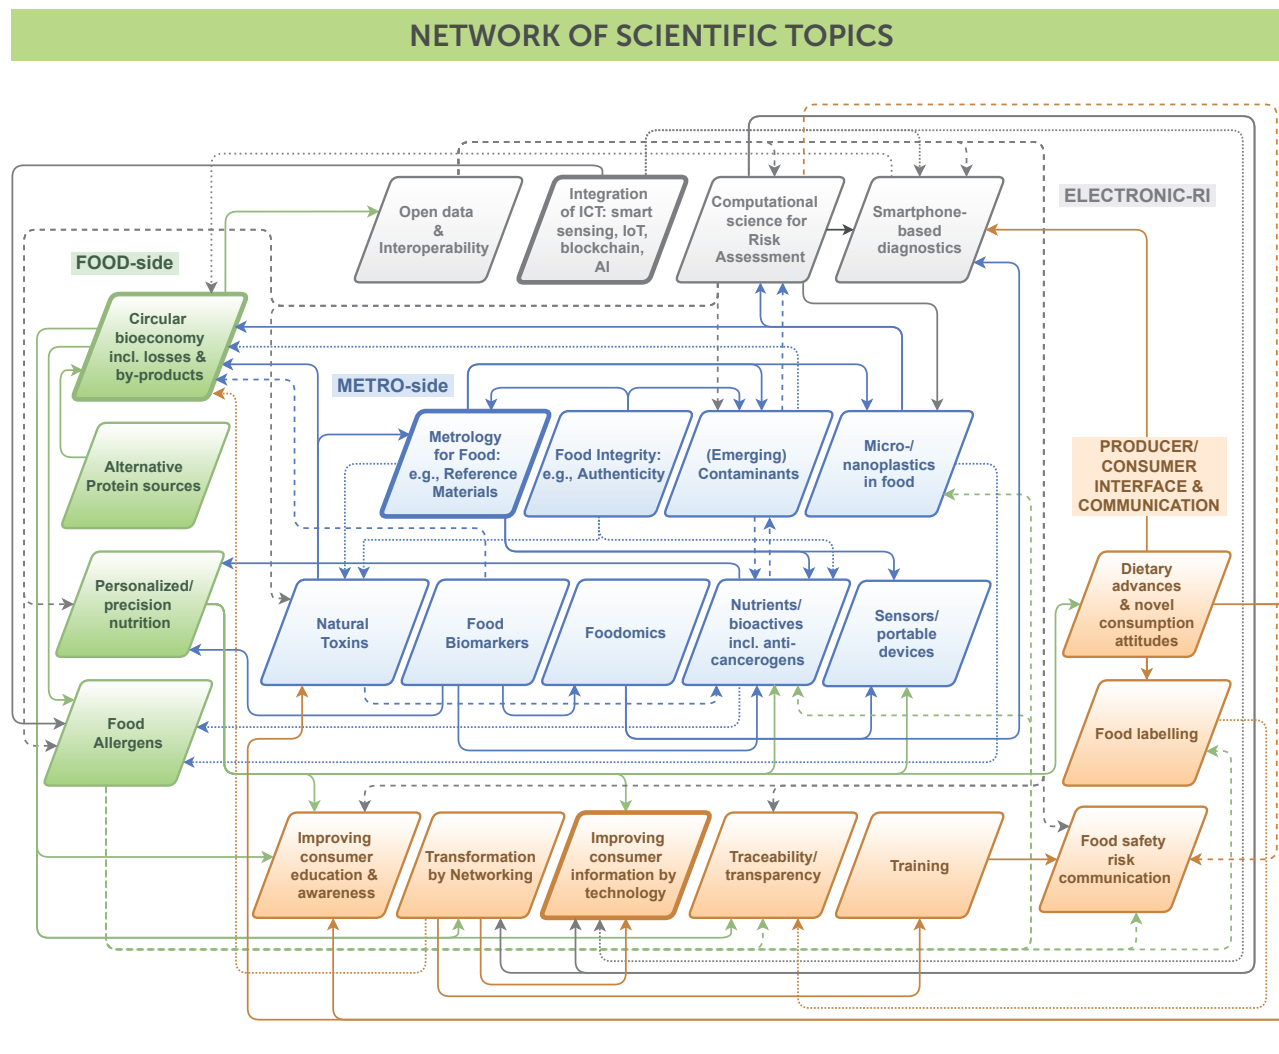 NETWORK OF SCIENTIFIC TOPICS
ELECTRONIC-RI
Open data
&
Interoperability
Integration
of ICT: smart
sensing, IoT,
blockchain,
AI
Computational
science for
Risk
Assessment
Smartphone-
based
diagnostics
FOOD-side
Circular
bioeconomy
incl. losses &
by-products
METRO-side
Alternative
Protein sources
Metrology
for Food:
e.g., Reference
Materials
Food Integrity:
e.g., Authenticity
(Emerging)
Contaminants
Micro-/
nanoplastics
in food
PRODUCER/
CONSUMER
INTERFACE &
COMMUNICATION
Personalized/
precision
nutrition
Natural
Toxins
Food
Biomarkers
Foodomics
Nutrients/
bioactives
incl. anti-
cancerogens
Sensors/
portable
devices
Dietary
advances
& novel
consumption
attitudes
Food
Allergens
Food labelling
Improving
consumer
education &
awareness
Transformation
by Networking
Improving
consumer
information by
technology
Traceability/
transparency
Training
Food safety
risk
communication